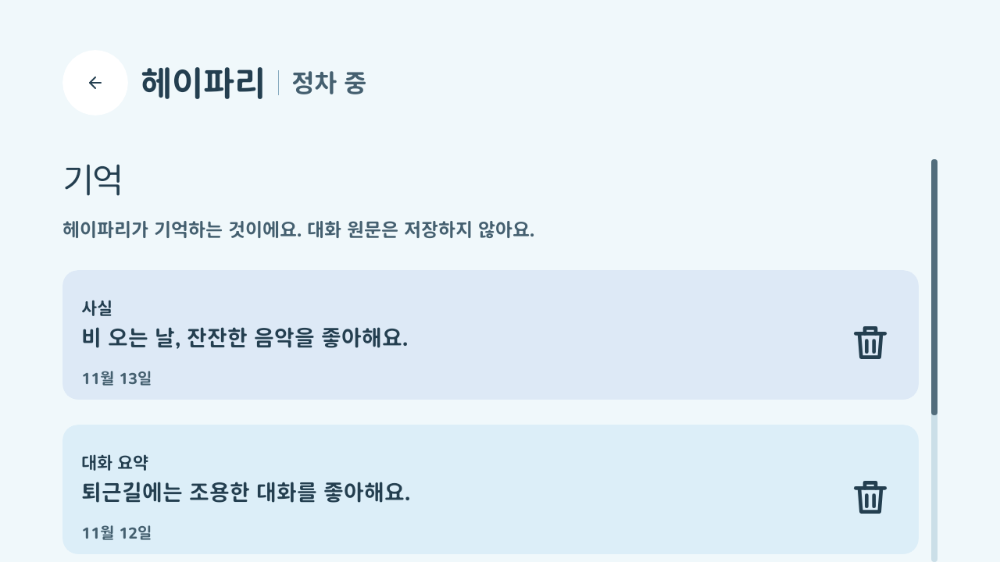 헤이파리
정차 중
기억
헤이파리가 기억하는 것이에요. 대화 원문은 저장하지 않아요.
사실
비 오는 날, 잔잔한 음악을 좋아해요.
11월 13일
대화 요약
퇴근길에는 조용한 대화를 좋아해요.
11월 12일